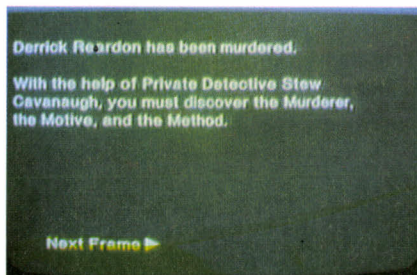 Derrick Reardon has been murdered.
With the help of Private Detective Stew
Cavanaugh, you must discover the Murderer,
the Motive, and the Method.
Next Frame ▶